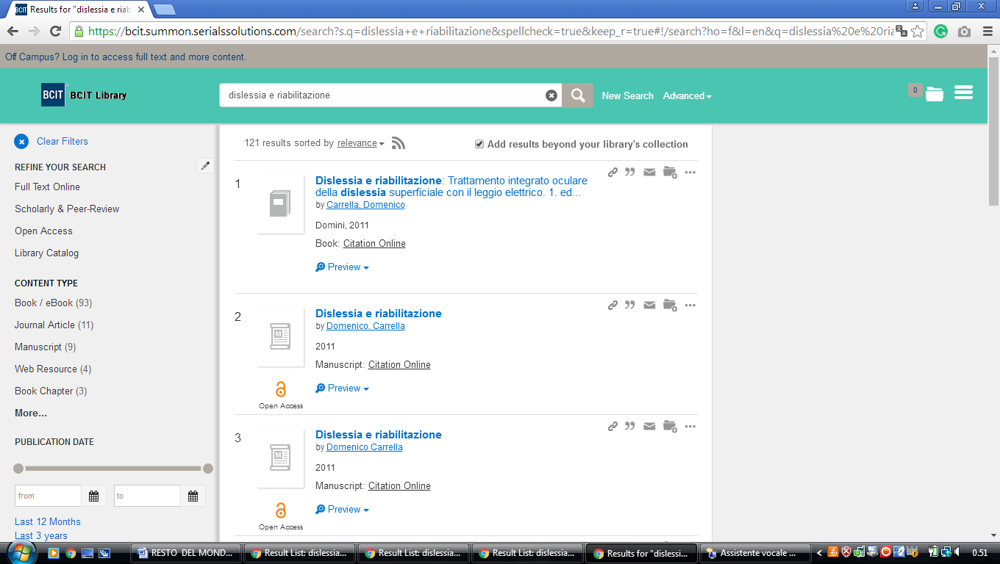 Results for "dislessia e riab
https://bcit.summon.serialssolutions.com/search?s.q=dislessia+e+riabilitazione&spellcheck=true&keep_r=true#!/search?ho=f&l=en&q=dislessia%20e%20ria
Off Campus? Log in to access full text and more content.
BCIT BCIT Library
dislessia e riabilitazione
New Search Advanced
0
Clear Filters
REFINE YOUR SEARCH
Full Text Online
Scholarly & Peer-Review
Open Access
Library Catalog
CONTENT TYPE
Book / eBook (93)
Journal Article (11)
Manuscript (9)
Web Resource (4)
Book Chapter (3)
More...
PUBLICATION DATE
from
to
Last 12 Months
Last 3 years
121 results sorted by relevance
Add results beyond your library's collection
1
Dislessia e riabilitazione: Trattamento integrato oculare
della dislessia superficiale con il leggio elettrico. 1. ed...
by Carrella, Domenico
Domini, 2011
Book: Citation Online
Preview
2
Dislessia e riabilitazione
by Domenico. Carrella
2011
Manuscript: Citation Online
Preview
Open Access
3
Dislessia e riabilitazione
by Domenico Carrella
2011
Manuscript: Citation Online
Preview
Open Access
RESTO DEL MOND...
Result List: dislessia...
Result List: dislessia...
Result List: dislessia...
Results for "dislessi...
Assistente vocale ...
0.51